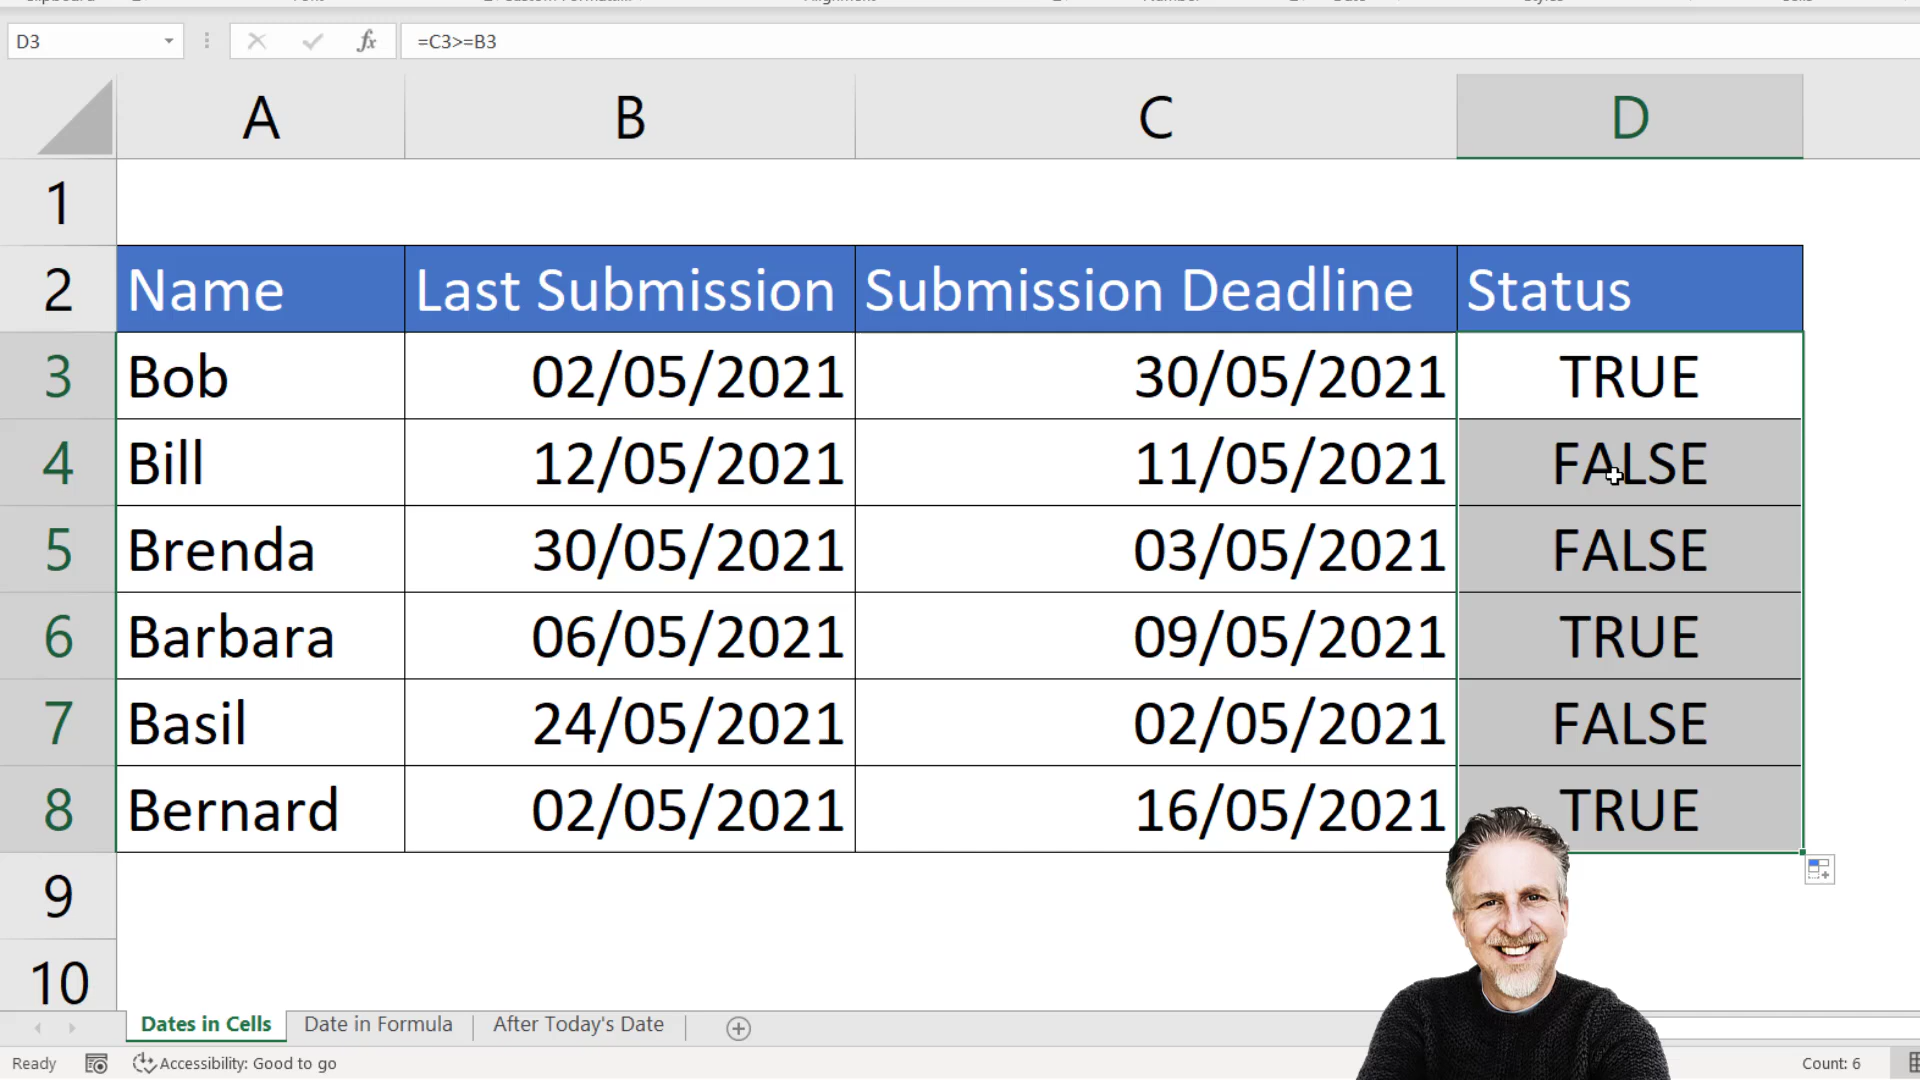 D3 =C3>=B3
A B C D
1
2 Name Last Submission Submission Deadline Status
3 Bob 02/05/2021 30/05/2021 TRUE
4 Bill 12/05/2021 11/05/2021 FALSE
5 Brenda 30/05/2021 03/05/2021 FALSE
6 Barbara 06/05/2021 09/05/2021 TRUE
7 Basil 24/05/2021 02/05/2021 FALSE
8 Bernard 02/05/2021 16/05/2021 TRUE
9
10
Dates in Cells Date in Formula After Today's Date
Ready Accessibility: Good to go Count: 6